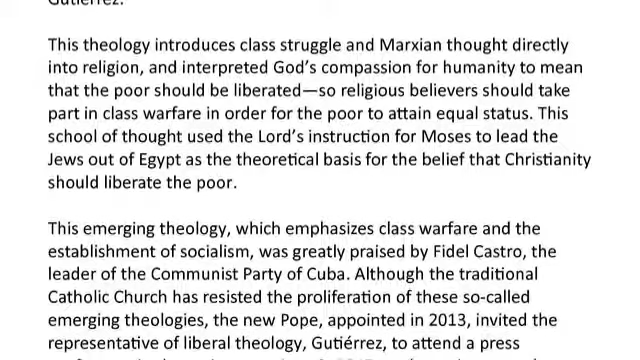 Gutiérrez.
This theology introduces class struggle and Marxian thought directly
into religion, and interpreted God's compassion for humanity to mean
that the poor should be liberated—so religious believers should take
part in class warfare in order for the poor to attain equal status. This
school of thought used the Lord's instruction for Moses to lead the
Jews out of Egypt as the theoretical basis for the belief that Christianity
should liberate the poor.
This emerging theology, which emphasizes class warfare and the
establishment of socialism, was greatly praised by Fidel Castro, the
leader of the Communist Party of Cuba. Although the traditional
Catholic Church has resisted the proliferation of these so-called
emerging theologies, the new Pope, appointed in 2013, invited the
representative of liberal theology, Gutiérrez, to attend a press